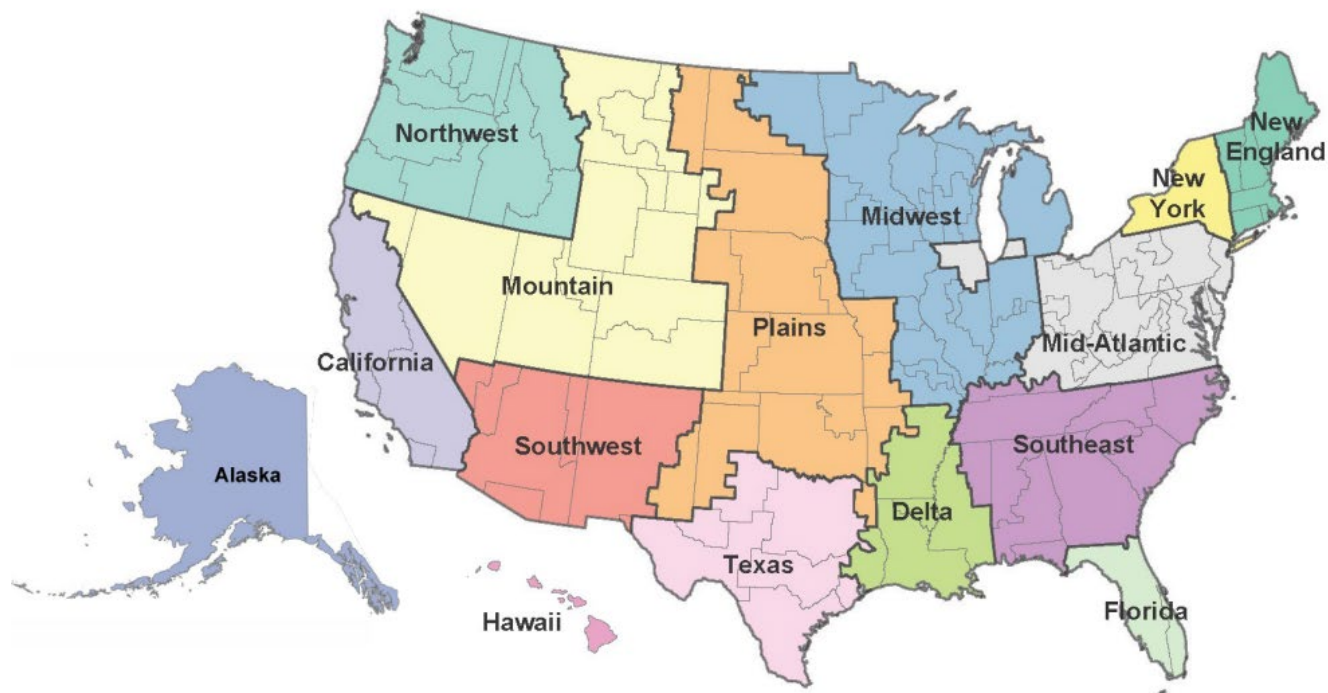 New
England
Northwest
New
York
Midwest
Mountain
Plains
Mid-Atlantic
California
Southwest
Southeast
Alaska
Delta
Texas
Florida
Hawaii